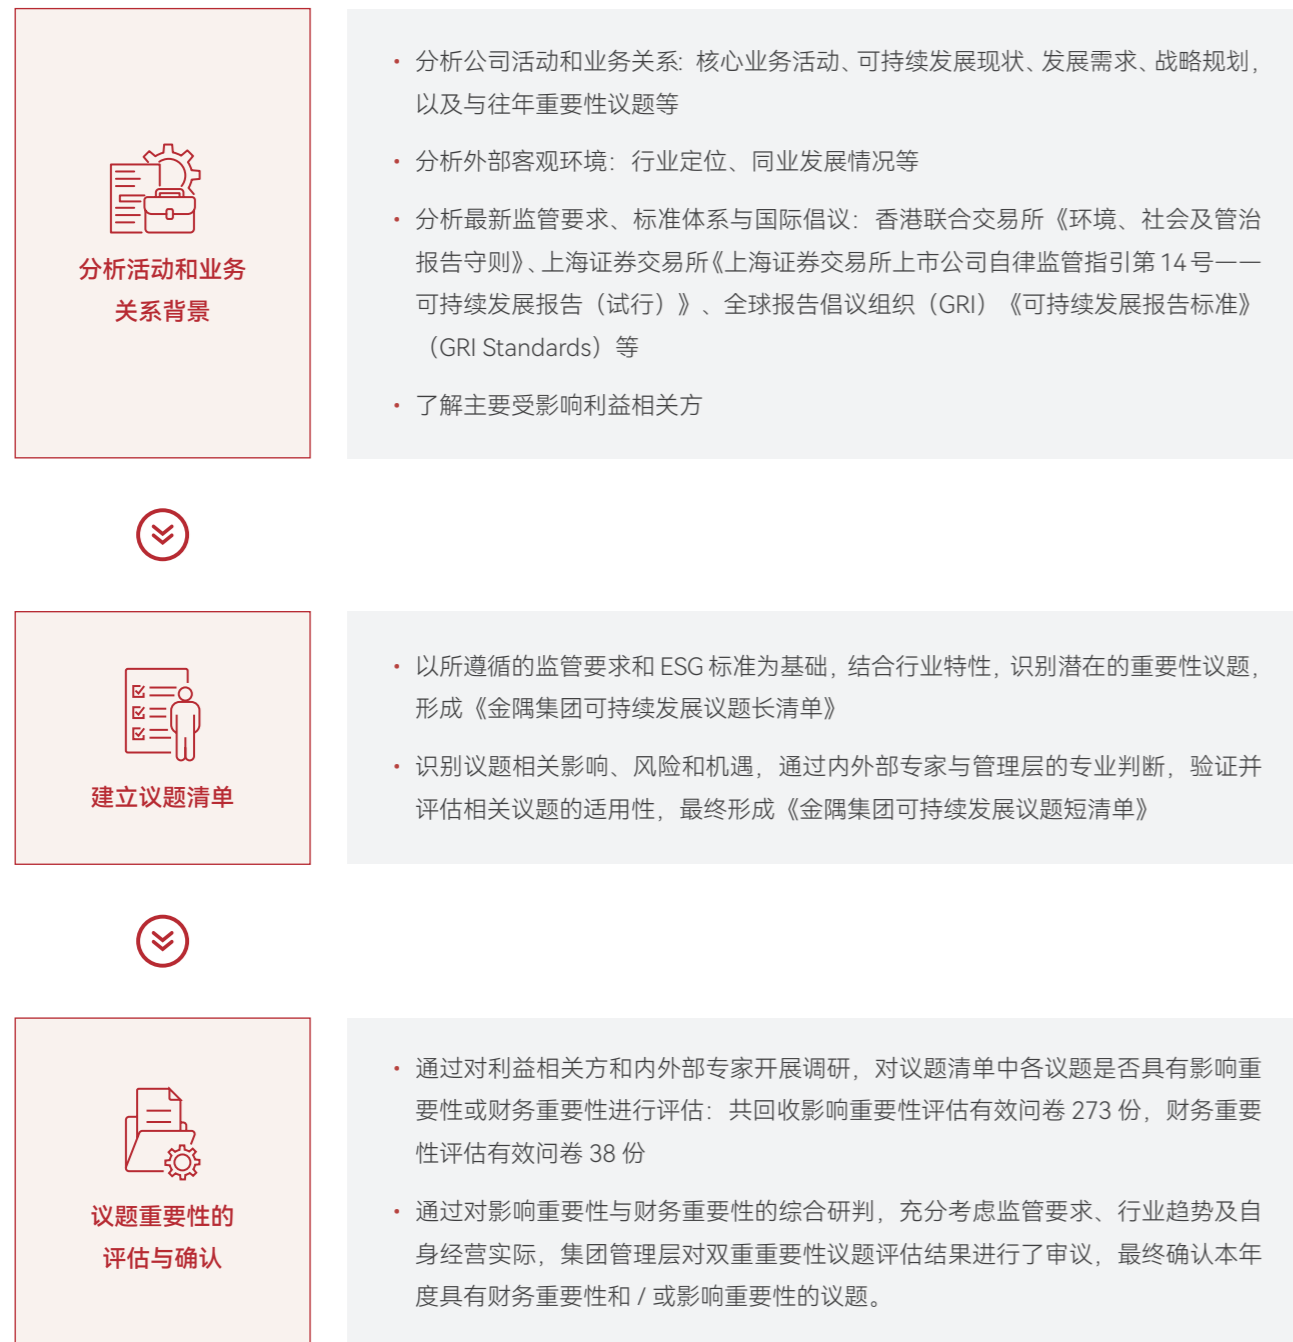 分析活动和业务
关系背景
• 分析公司活动和业务关系: 核心业务活动、可持续发展现状、发展需求、战略规划,
以及与往年重要性议题等
• 分析外部客观环境：行业定位、同业发展情况等
• 分析最新监管要求、标准体系与国际倡议：香港联合交易所《环境、社会及管治
报告守则》、上海证券交易所《上海证券交易所上市公司自律监管指引第 14 号——
可持续发展报告（试行）》、全球报告倡议组织（GRI）《可持续发展报告标准》
（GRI Standards）等
• 了解主要受影响利益相关方
建立议题清单
• 以所遵循的监管要求和 ESG 标准为基础, 结合行业特性, 识别潜在的重要性议题,
形成《金隅集团可持续发展议题长清单》
• 识别议题相关影响、风险和机遇，通过内外部专家与管理层的专业判断，验证并
评估相关议题的适用性，最终形成《金隅集团可持续发展议题短清单》
议题重要性的
评估与确认
• 通过对利益相关方和内外部专家开展调研，对议题清单中各议题是否具有影响重
要性或财务重要性进行评估：共回收影响重要性评估有效问卷 273 份，财务重要
性评估有效问卷 38 份
• 通过对影响重要性与财务重要性的综合研判，充分考虑监管要求、行业趋势及自
身经营实际，集团管理层对双重重要性议题评估结果进行了审议，最终确认本年
度具有财务重要性和 / 或影响重要性的议题。